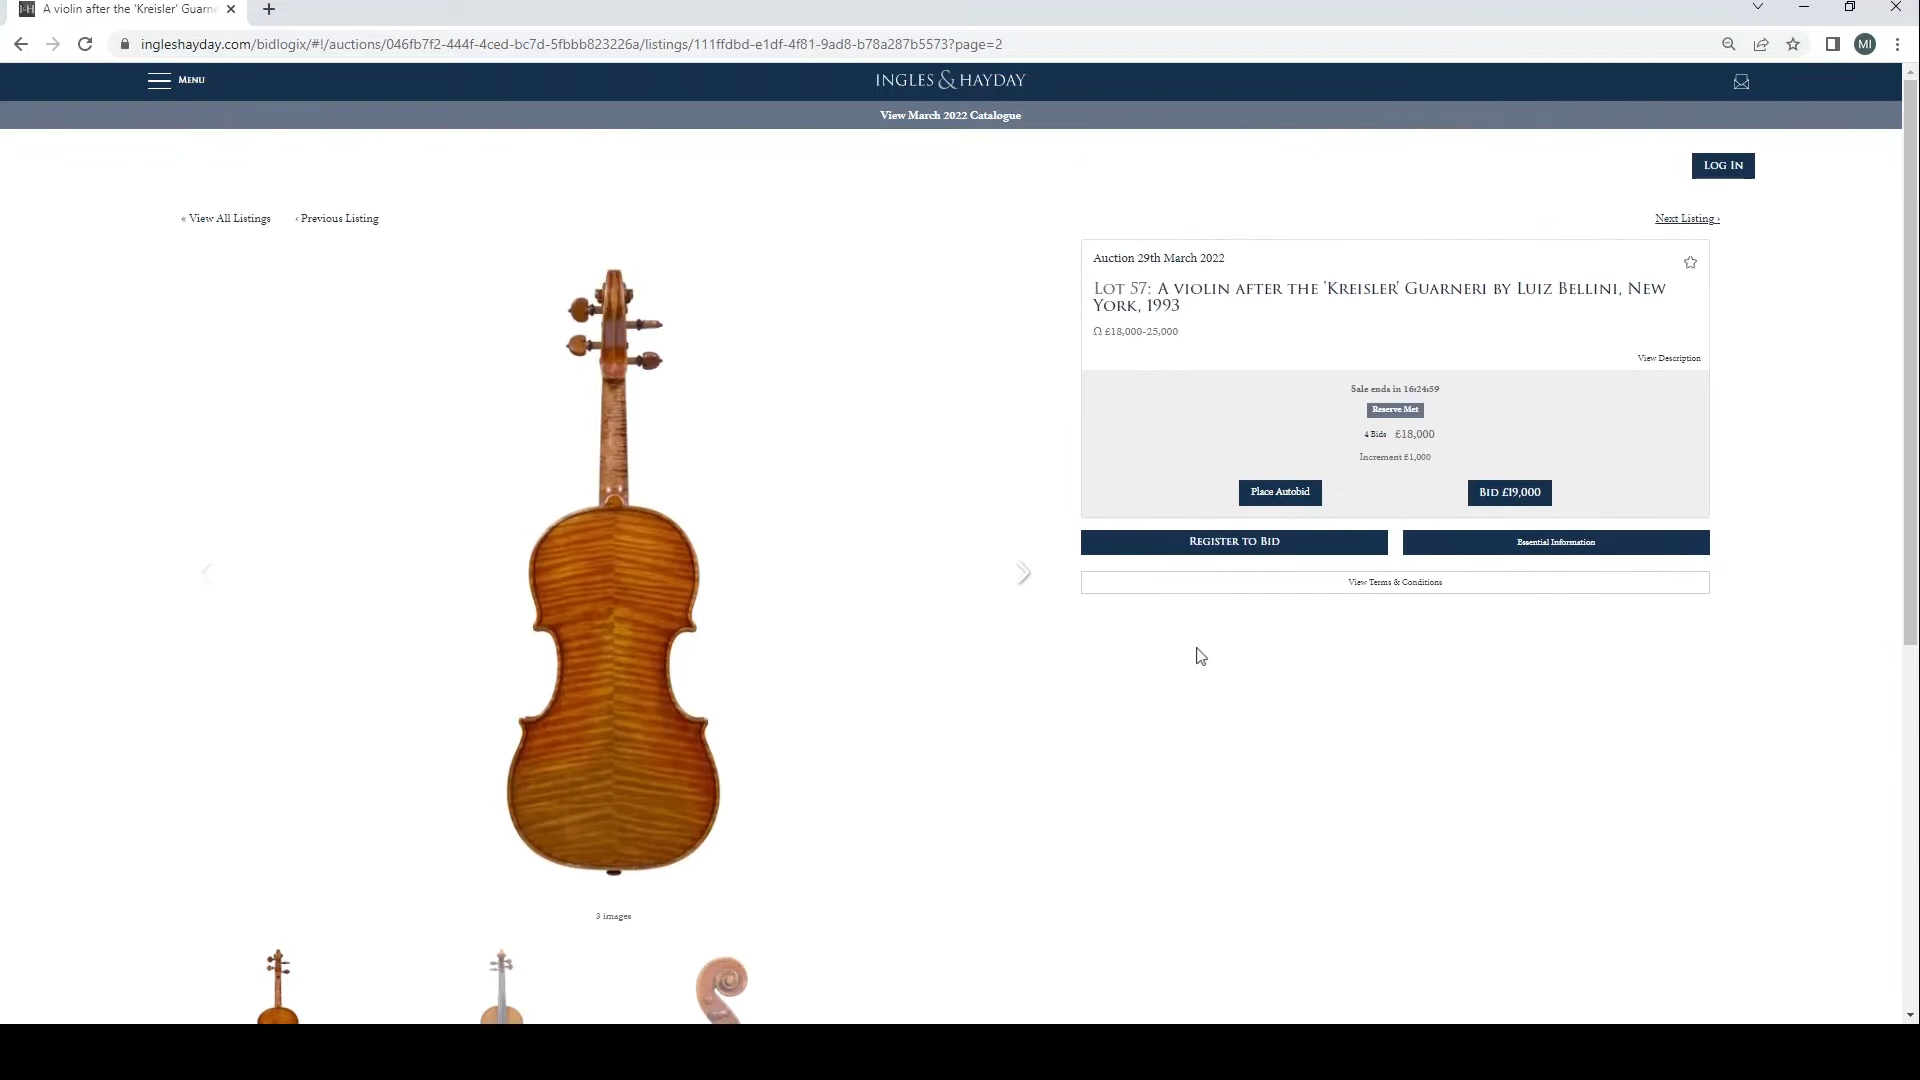 A violin after the 'Kreisler' Guarne
ingleshayday.com/bidlogix/#!/auctions/046fb7f2-444f-4ced-bc7d-5fbbb823226a/listings/111ffdbd-e1df-4f81-9ad8-b78a287b5573?page=2
MI
MENU
INGLES & HAYDAY
View March 2022 Catalogue
LOG IN
« View All Listings
‹ Previous Listing
Next Listing ›
Auction 29th March 2022
LOT 57: A VIOLIN AFTER THE 'KREISLER' GUARNERI BY LUIZ BELLINI, NEW
YORK, 1993
Ω £18,000-25,000
View Description
Sale ends in 16:24:59
Reserve Met
4 Bids £18,000
Increment £1,000
Place Autobid
BID £19,000
REGISTER TO BID
Essential Information
View Terms & Conditions
3 images